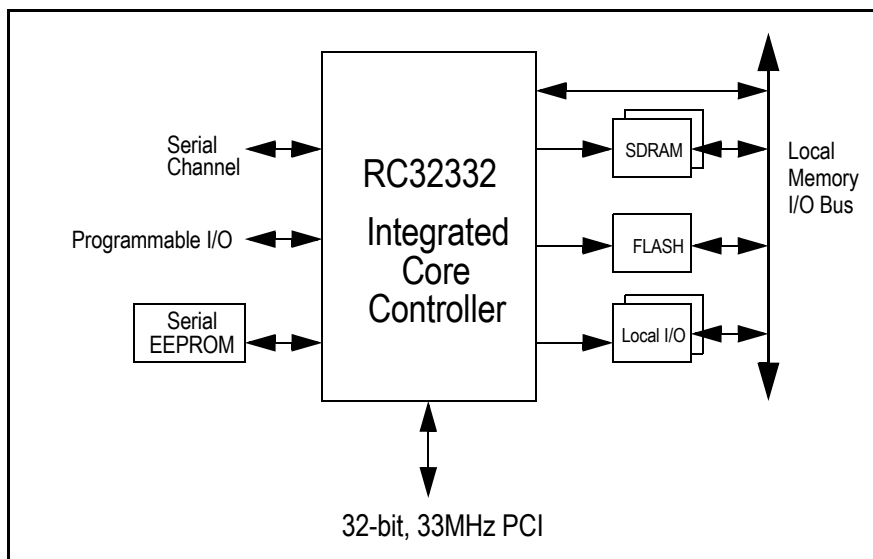 Serial
Channel
Programmable I/O
Serial
EEPROM
RC32332
Integrated
Core
Controller
SDRAM
FLASH
Local I/O
Local
Memory
I/O Bus
32-bit, 33MHz PCI